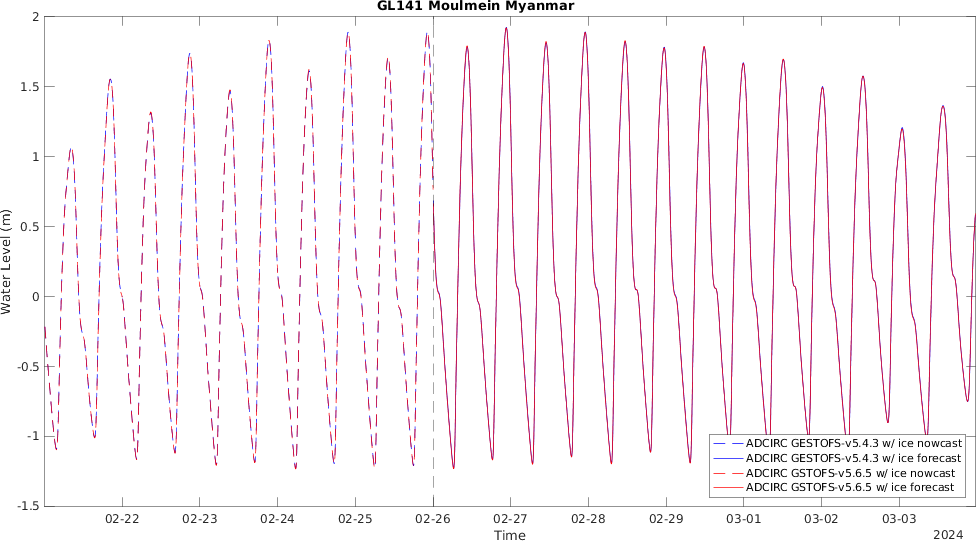 GL141 Moulmein Myanmar
2
1.5
1
0.5
0
-0.5
-1
-1.5
Water Level (m)
02-22 02-23 02-24 02-25 02-26 02-27 02-28 02-29 03-01 03-02 03-03
Time
2024
ADCIRC GESTOFS-v5.4.3 w/ ice nowcast
ADCIRC GESTOFS-v5.4.3 w/ ice forecast
ADCIRC GSTOFS-v5.6.5 w/ ice nowcast
ADCIRC GSTOFS-v5.6.5 w/ ice forecast